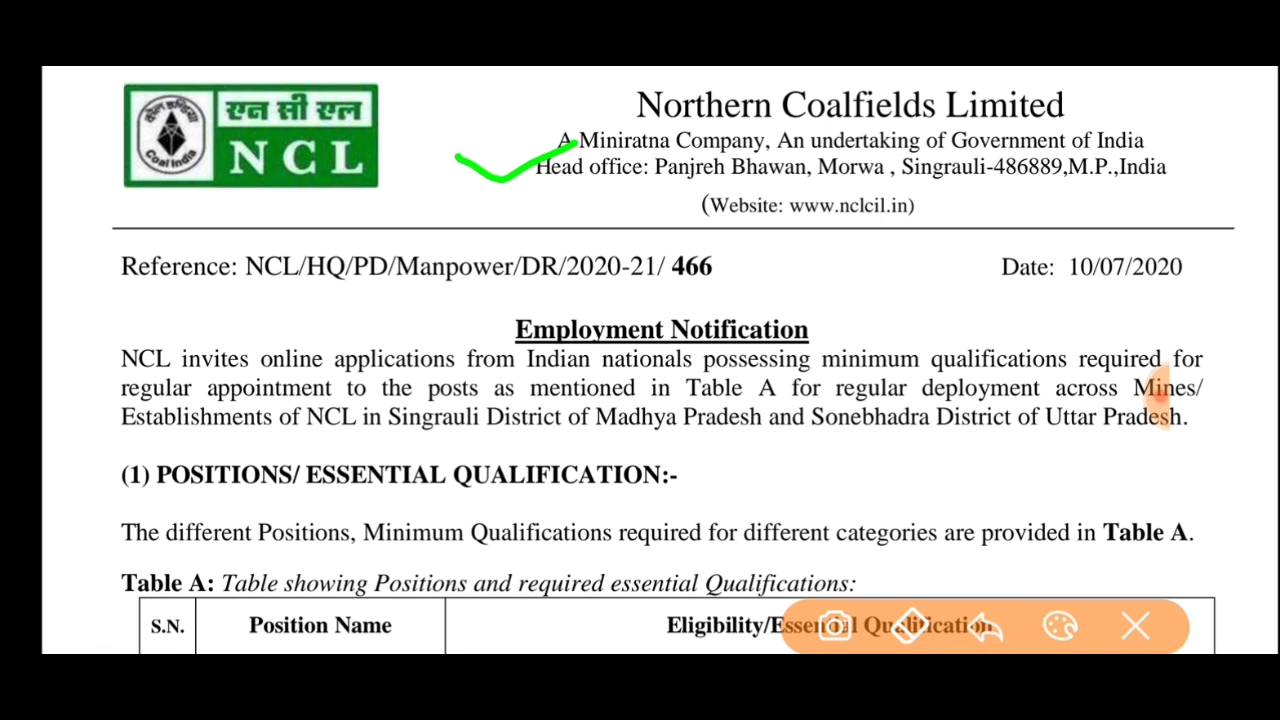 कोल इण्डिया
एन सी एल
Coal India
NCL
Northern Coalfields Limited
A Miniratna Company, An undertaking of Government of India
Head office: Panjreh Bhawan, Morwa , Singrauli-486889,M.P.,India
(Website: www.nclcil.in)
Reference: NCL/HQ/PD/Manpower/DR/2020-21/ 466
Date: 10/07/2020
Employment Notification
NCL invites online applications from Indian nationals possessing minimum qualifications required for
regular appointment to the posts as mentioned in Table A for regular deployment across Mines/
Establishments of NCL in Singrauli District of Madhya Pradesh and Sonebhadra District of Uttar Pradesh.
(1) POSITIONS/ ESSENTIAL QUALIFICATION:-
The different Positions, Minimum Qualifications required for different categories are provided in Table A.
Table A: Table showing Positions and required essential Qualifications:
S.N.
Position Name
Eligibility/Essential Qualification